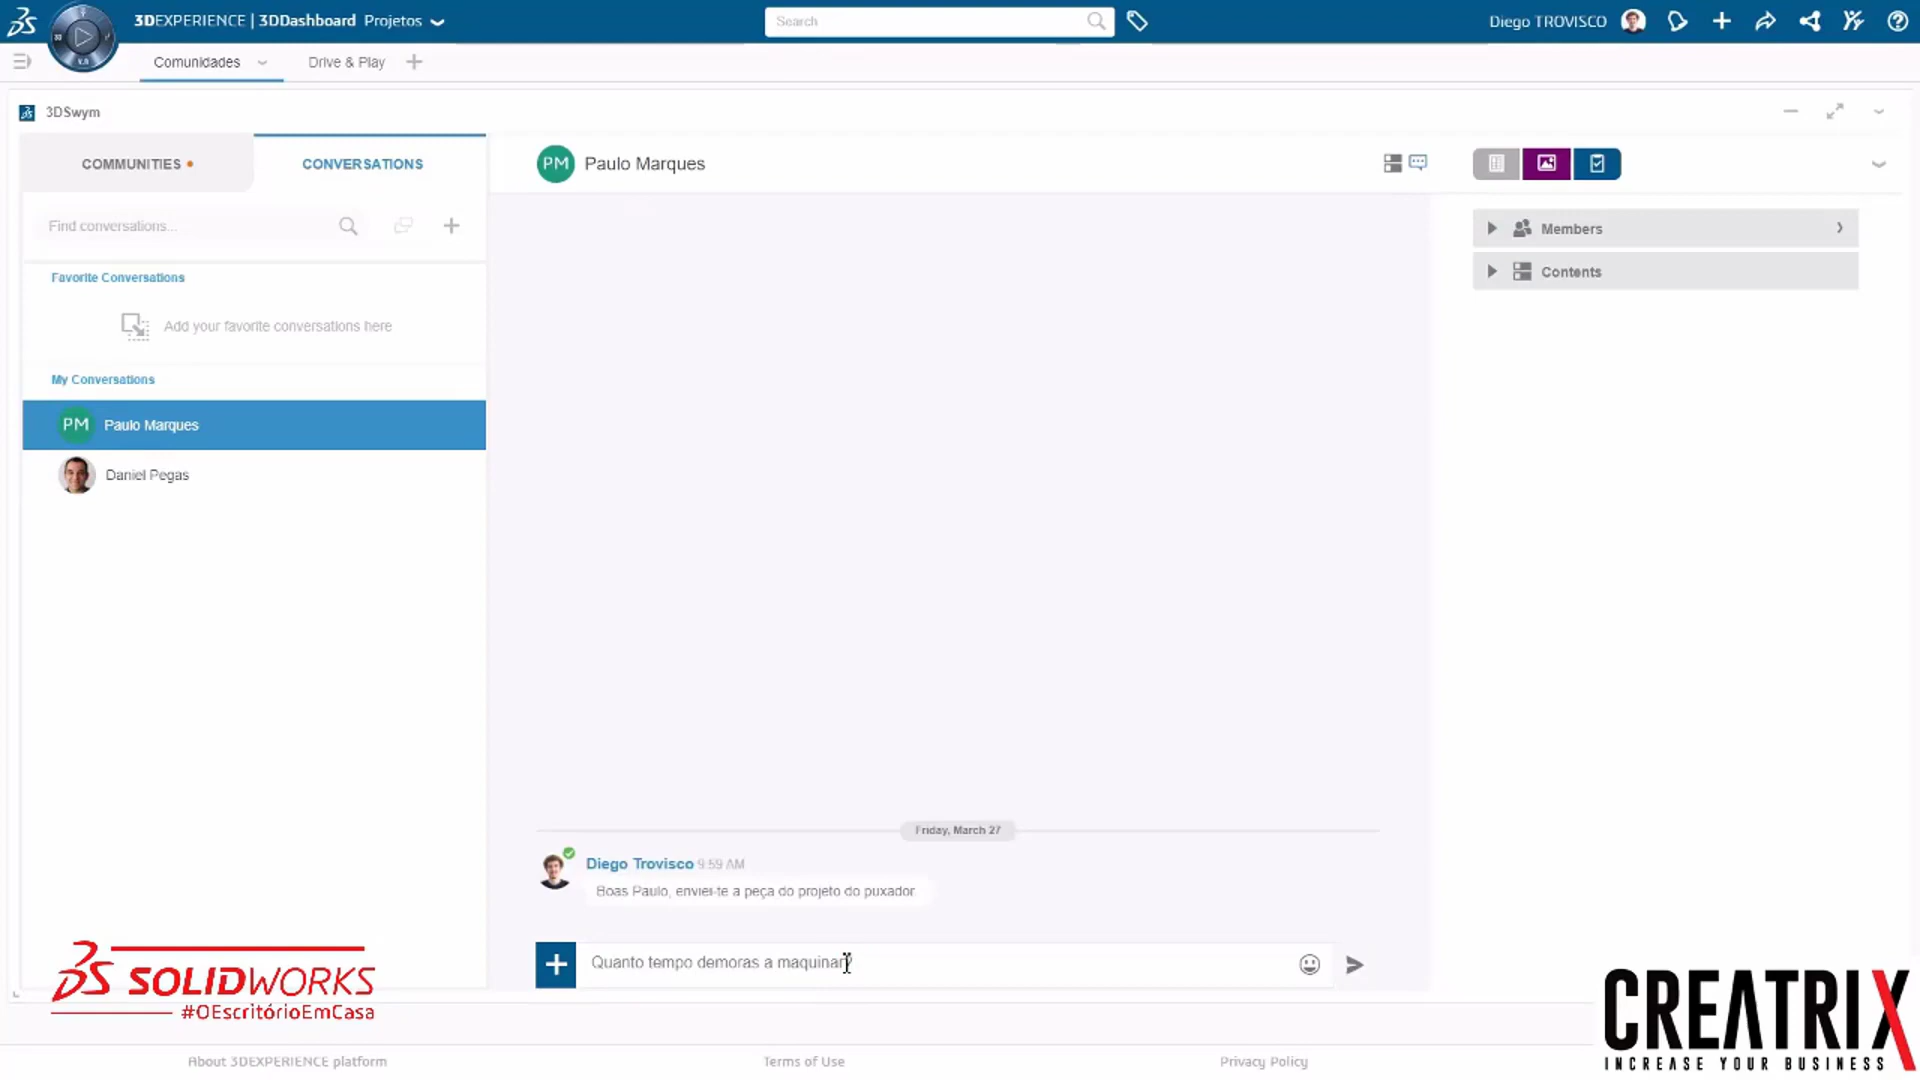 3DEXPERIENCE | 3DDashboard Projetos
Search
Diego TROVISCO
Comunidades
Drive & Play
3DSwym
COMMUNITIES
CONVERSATIONS
Paulo Marques
PM
Find conversations...
Members
Contents
Favorite Conversations
Add your favorite conversations here
My Conversations
PM Paulo Marques
Daniel Pegas
Friday, March 27
Diego Trovisco 9:59 AM
Boas Paulo, enviei-te a peça do projeto do puxador
Quanto tempo demoras a maquinar?
SOLIDWORKS
#OEscritórioEmCasa
CREATRIX
INCREASE YOUR BUSINESS
About 3DEXPERIENCE platform
Terms of Use
Privacy Policy